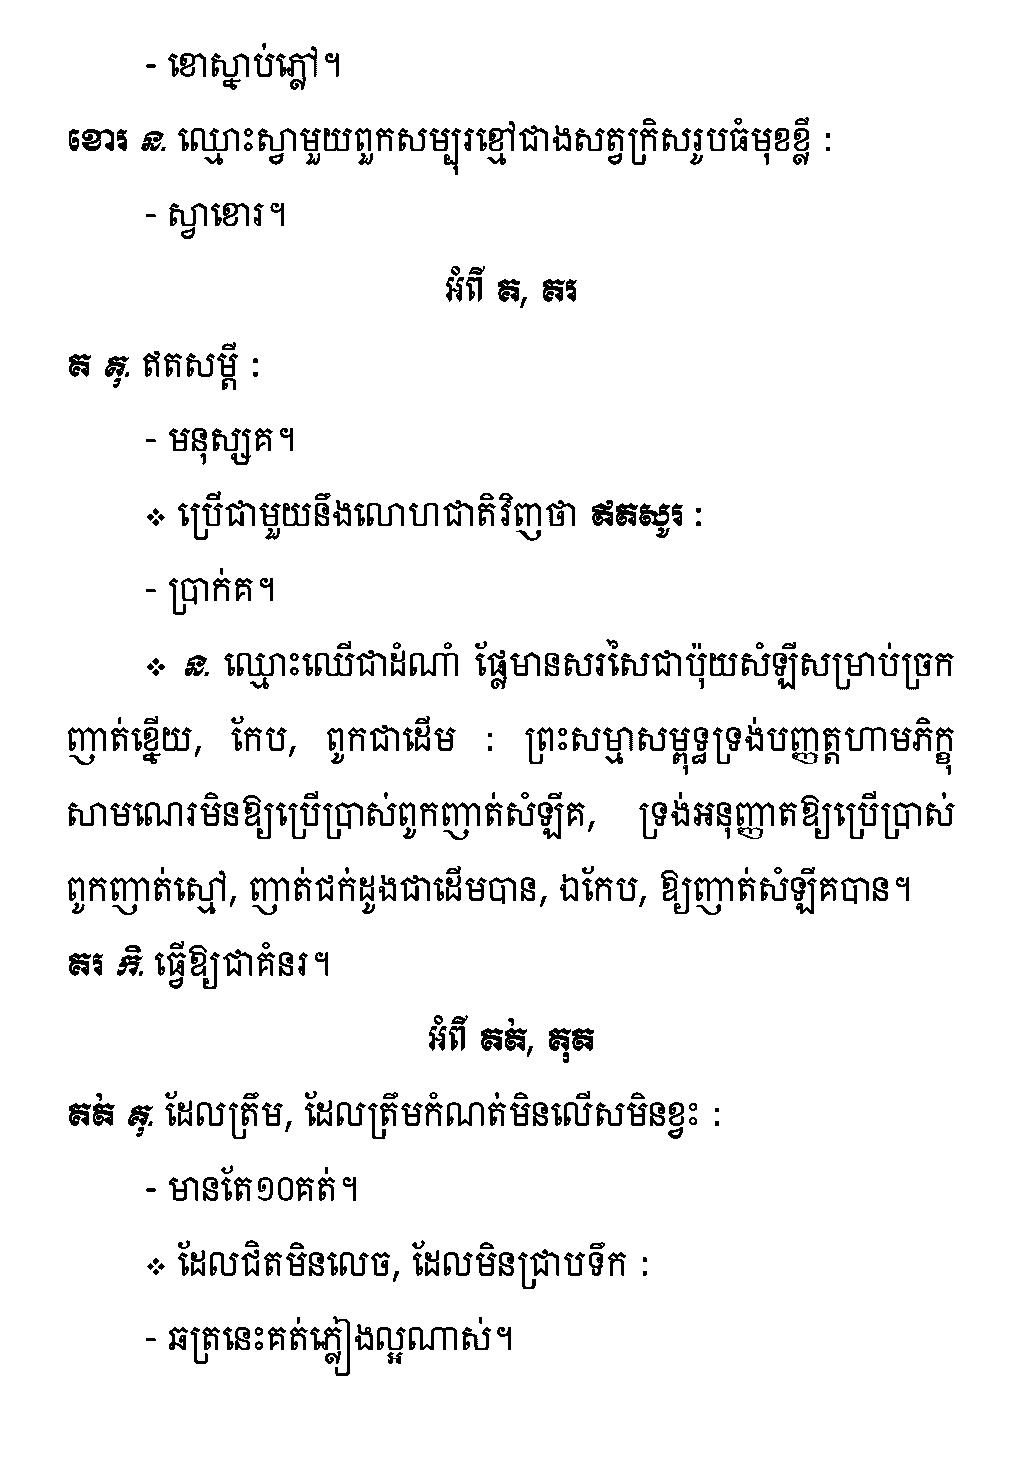 - ខោស្នាប់ភ្លៅ។
ខោរ ន. ឈ្មោះស្វាមួយពួកសម្បុរខ្មៅជាងសត្វក្រិសរូបធំមុខខ្លី :
- ស្វាខោរ។
អំពី គ, គរ
គ គុ. ឥតសម្ដី :
- មនុស្សគ។
❖ ប្រើជាមួយនឹងលោហជាតិវិញថា ឥតសូរ :
- ប្រាក់គ។
❖ ន. ឈ្មោះឈើជាដំណាំ ផ្លែមានសរសៃជាប៉ុយសំឡីសម្រាប់ច្រក
ញាត់ខ្នើយ, កែប, ពូកជាដើម : ព្រះសម្មាសម្ពុទ្ធទ្រង់បញ្ញត្តហាមភិក្ខុ
សាមណេរមិនឱ្យប្រើប្រាស់ពូកញាត់សំឡីគ, ទ្រង់អនុញ្ញាតឱ្យប្រើប្រាស់
ពូកញាត់ស្មៅ, ញាត់ជក់ដូងជាដើមបាន, ឯកែប, ឱ្យញាត់សំឡីគបាន។
គរ កិ. ធ្វើឱ្យជាគំនរ។
អំពី គត់, គុត
គត់ គុ. ដែលត្រឹម, ដែលត្រឹមកំណត់មិនលើសមិនខ្វះ :
- មានតែ១០គត់។
❖ ដែលជិតមិនលេច, ដែលមិនជ្រាបទឹក :
- ឆត្រនេះគត់ភ្លៀងល្អណាស់។